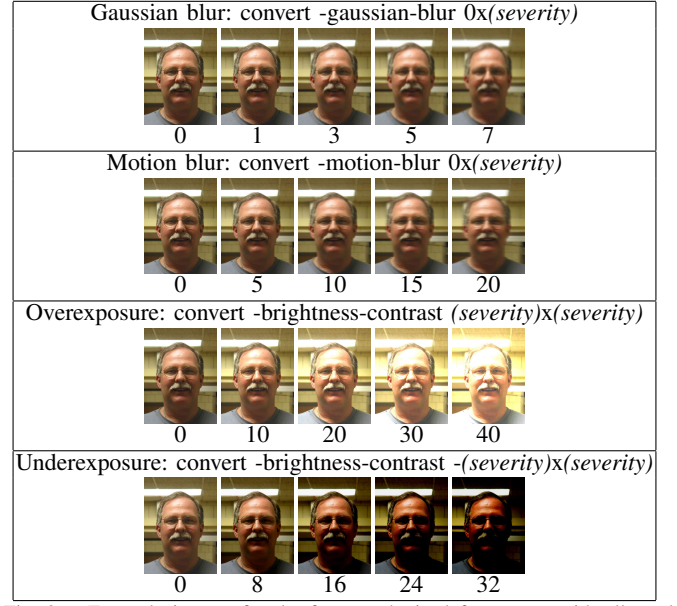 Gaussian blur: convert -gaussian-blur 0x(severity)
0 1 3 5 7
Motion blur: convert -motion-blur 0x(severity)
0 5 10 15 20
Overexposure: convert -brightness-contrast (severity)x(severity)
0 10 20 30 40
Underexposure: convert -brightness-contrast -(severity)x(severity)
0 8 16 24 32